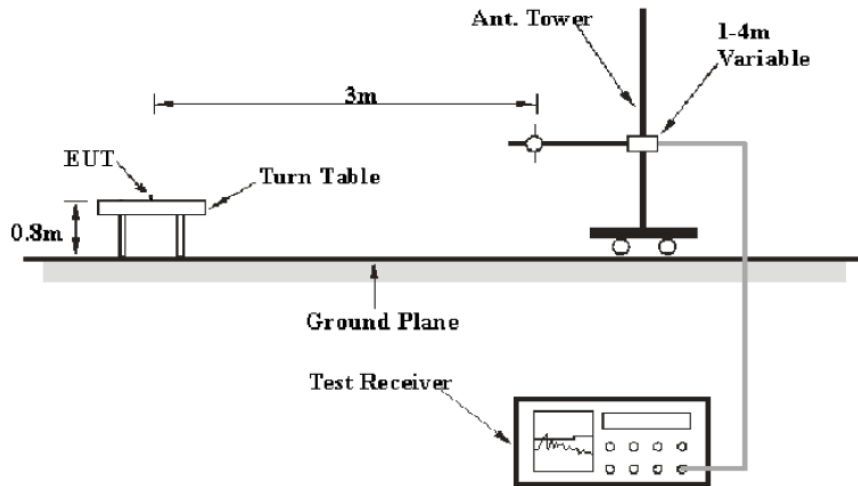 Ant. Tower
1-4m
Variable
3m
EUT
Turn Table
0.8m
Ground Plane
Test Receiver